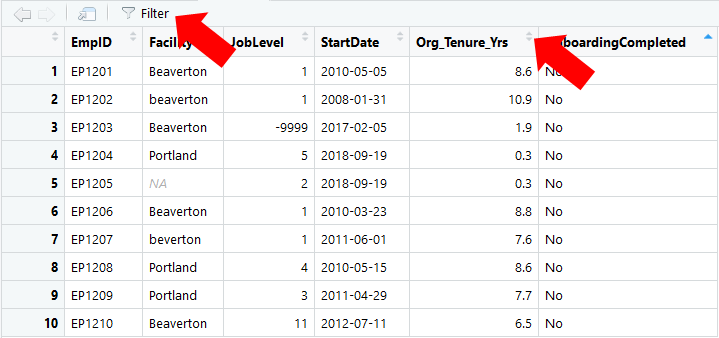 Filter
EmpID Facility JobLevel StartDate Org_Tenure_Yrs boardingCompleted
1 EP1201 Beaverton 1 2010-05-05 8.6 No
2 EP1202 beaverton 1 2008-01-31 10.9 No
3 EP1203 Beaverton -9999 2017-02-05 1.9 No
4 EP1204 Portland 5 2018-09-19 0.3 No
5 EP1205 NA 2 2018-09-19 0.3 No
6 EP1206 Beaverton 1 2010-03-23 8.8 No
7 EP1207 beverton 1 2011-06-01 7.6 No
8 EP1208 Portland 4 2010-05-15 8.6 No
9 EP1209 Portland 3 2011-04-29 7.7 No
10 EP1210 Beaverton 11 2012-07-11 6.5 No